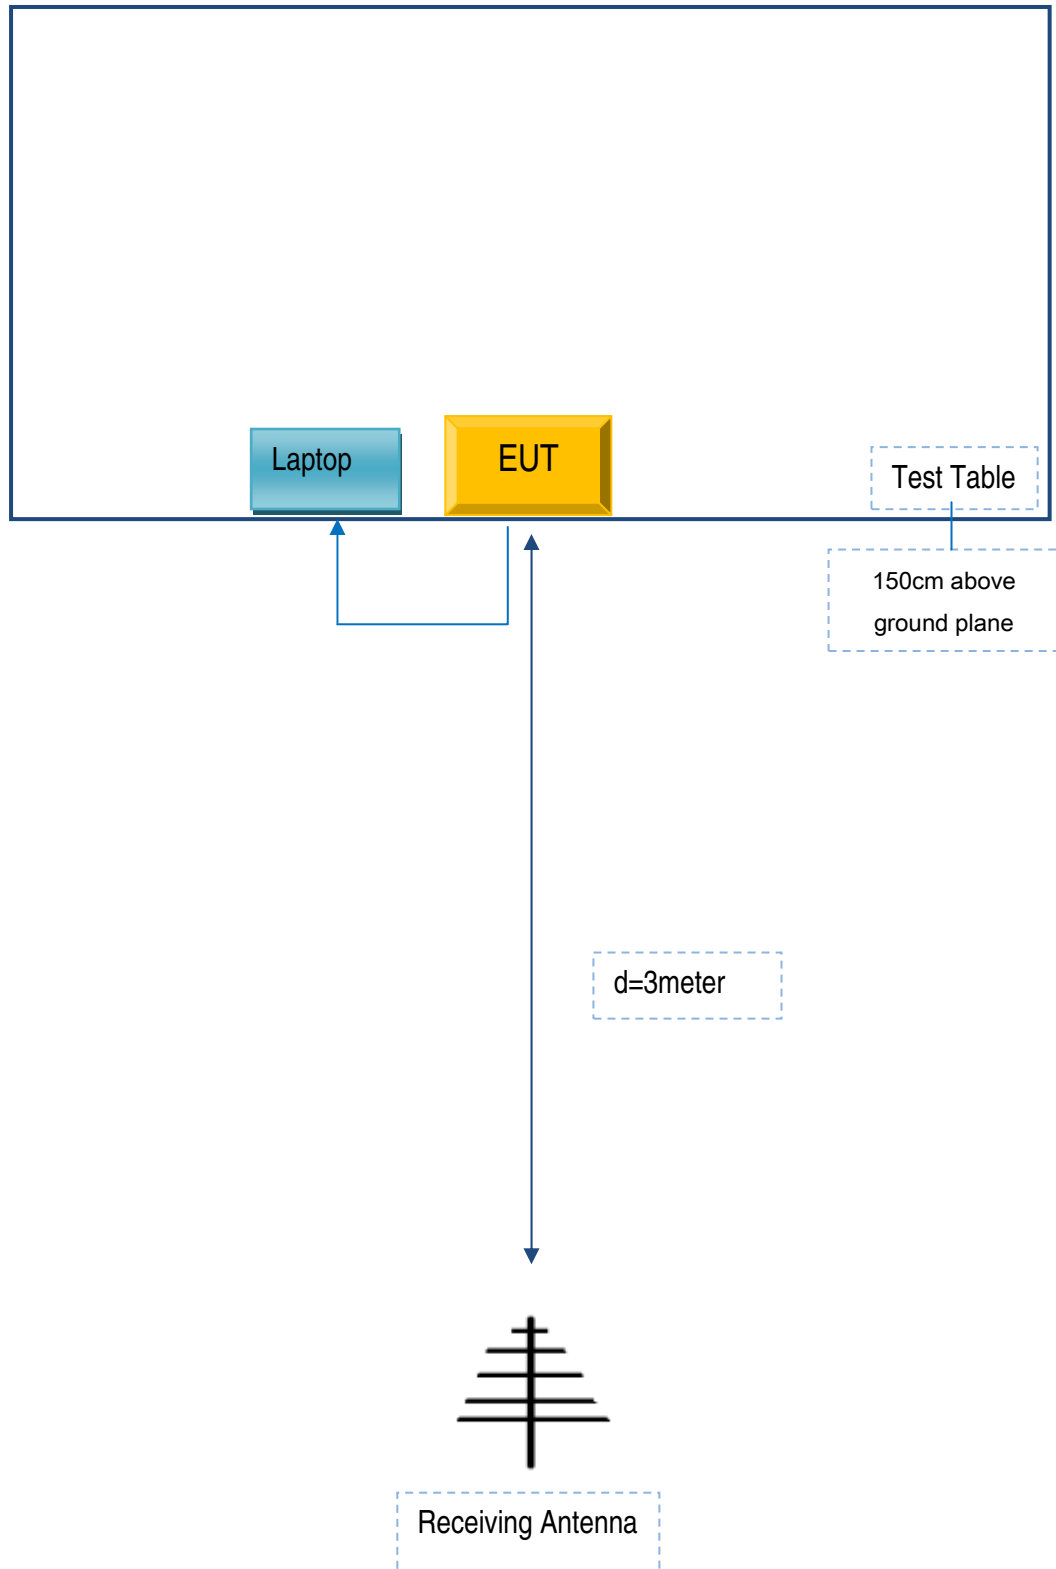 Laptop
EUT
Test Table
150cm above
ground plane
d=3meter
Receiving Antenna